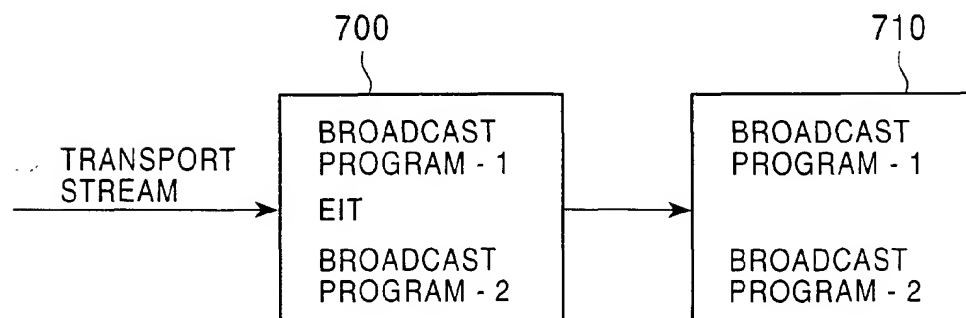 700
710
TRANSPORT
STREAM
BROADCAST
PROGRAM - 1
EIT
BROADCAST
PROGRAM - 2
BROADCAST
PROGRAM - 1
BROADCAST
PROGRAM - 2